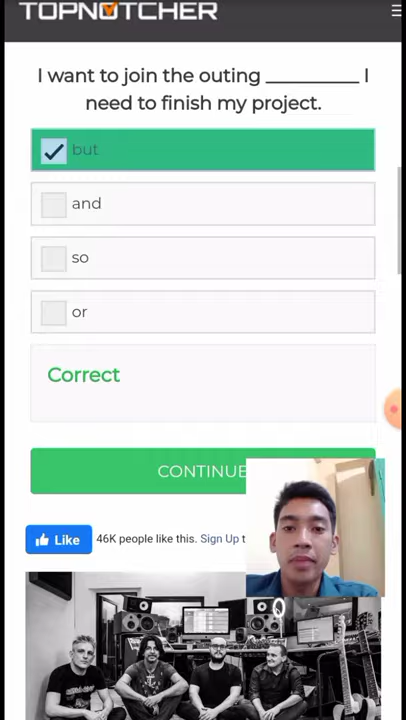 TOPNOTCHER
I want to join the outing __________ I
need to finish my project.
but
and
so
or
Correct
CONTINUE
Like
46K people like this. Sign Up t